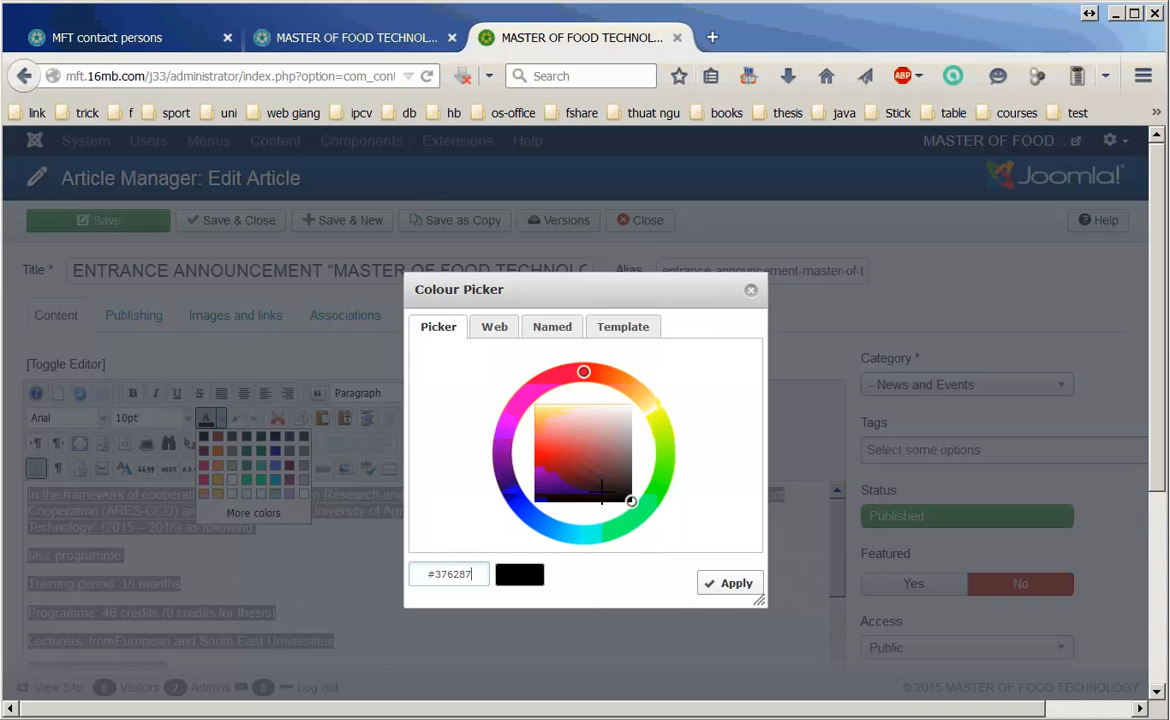 MFT contact persons
MASTER OF FOOD TECHNOL...
MASTER OF FOOD TECHNOL...
mft.16mb.com/j33/administrator/index.php?option=com_con
Search
ABP
link trick f sport uni web giang ipcv db hb os-office fshare thuat ngu books thesis java Stick table courses test
System Users Menus Content Components Extensions Help
MASTER OF FOOD...
Article Manager: Edit Article
Joomla!
Save Save & Close Save & New Save as Copy Versions Close Help
Title * ENTRANCE ANNOUNCEMENT “MASTER OF FOOD TECHNOLO
Alias entrance-announcement-master-of-f
Colour Picker
Content Publishing Images and links Associations
Picker Web Named Template
[Toggle Editor]
Category *
- News and Events
B I U S Paragraph
Arial 10pt A
Tags
Select some options
Status
Published
More colors
In the framework of cooperat
n Research and
Cooperation (ARES-CCD) an
University of Ag
Technology” (2015 – 2016) as following:
Msc programme:
Training period: 18 months
Programme: 46 credits (9 credits for thesis)
Lecturers: fromEuropean and South-East Universities
#376287
Apply
Featured
Yes No
Access
Public
View Site 0 Visitors 2 Admins 0 Log out
© 2015 MASTER OF FOOD TECHNOLOGY